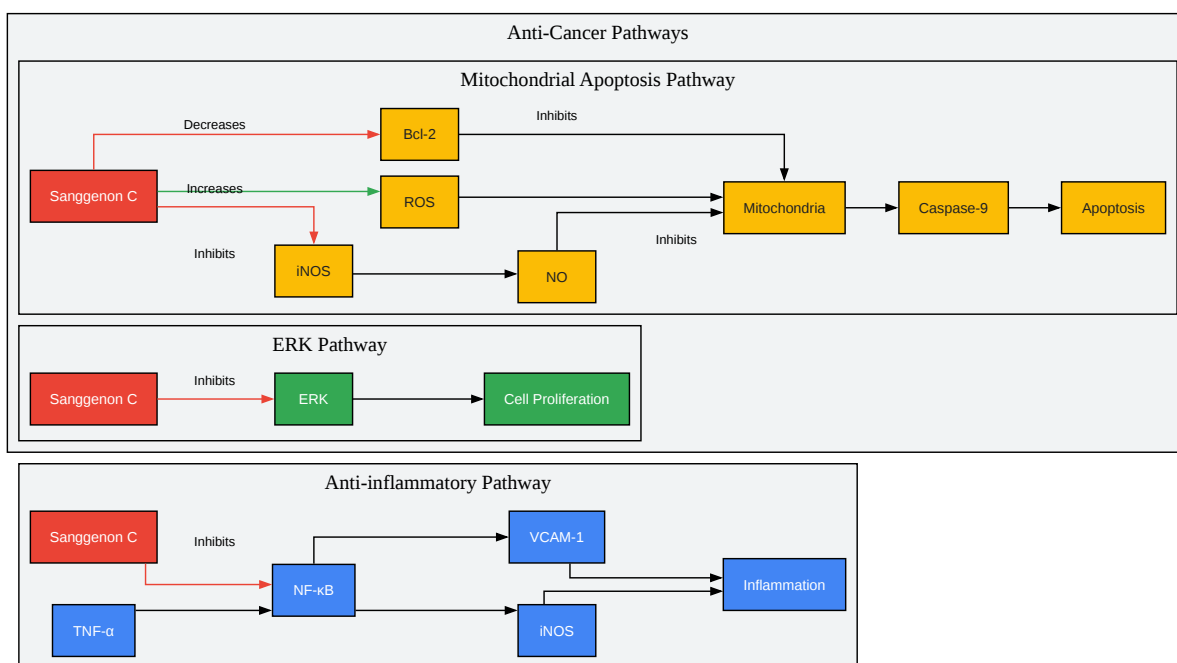 Anti-Cancer Pathways
Mitochondrial Apoptosis Pathway
Decreases
Inhibits
Bcl-2
Sanggenon C
Increases
ROS
Mitochondria
Caspase-9
Apoptosis
Inhibits
Inhibits
iNOS
NO
ERK Pathway
Sanggenon C
Inhibits
ERK
Cell Proliferation
Anti-inflammatory Pathway
Sanggenon C
Inhibits
VCAM-1
NF-κB
Inflammation
TNF-α
iNOS